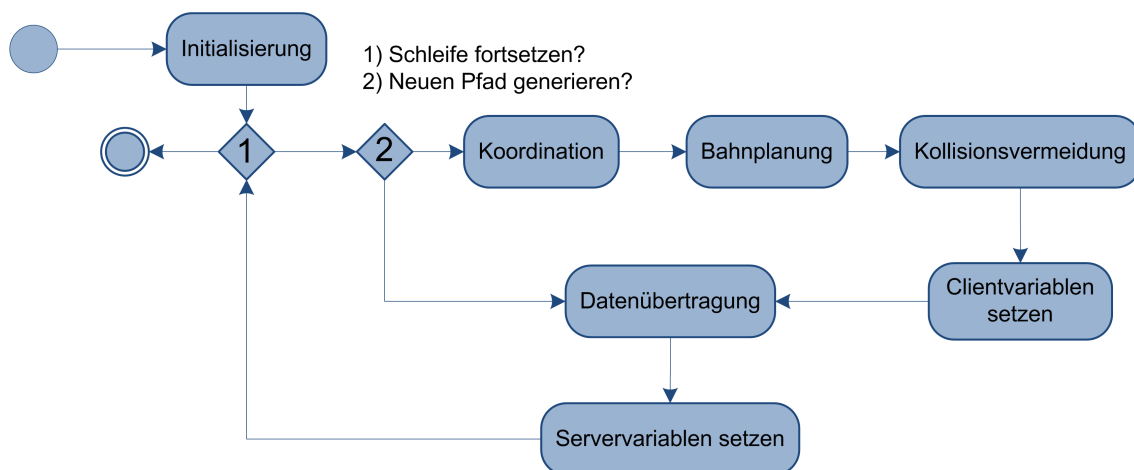 Initialisierung
1) Schleife fortsetzen?
2) Neuen Pfad generieren?
1
2
Koordination
Bahnplanung
Kollisionsvermeidung
Datenübertragung
Clientvariablen
setzen
Servervariablen setzen